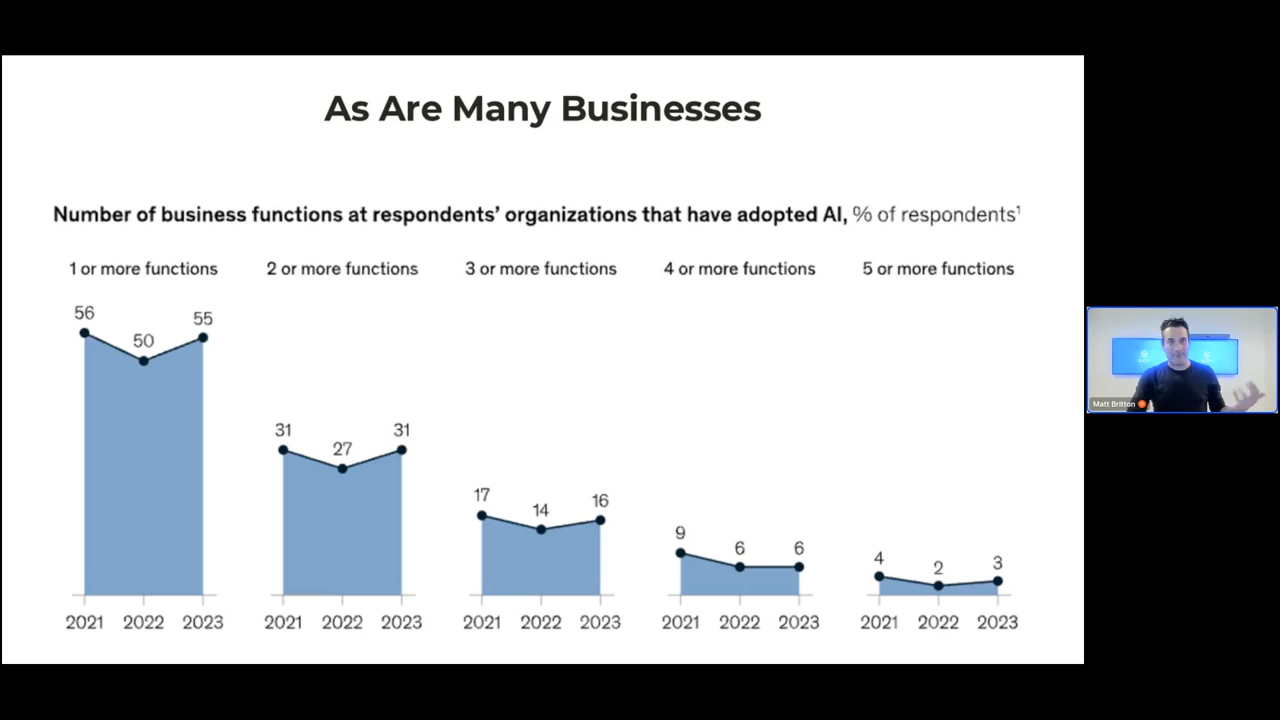 As Are Many Businesses
Number of business functions at respondents' organizations that have adopted AI, % of respondents¹
1 or more functions
2 or more functions
3 or more functions
4 or more functions
5 or more functions
56
50
55
31
27
31
17
14
16
9
6
6
4
2
3
2021 2022 2023
2021 2022 2023
2021 2022 2023
2021 2022 2023
2021 2022 2023
Matt Britton